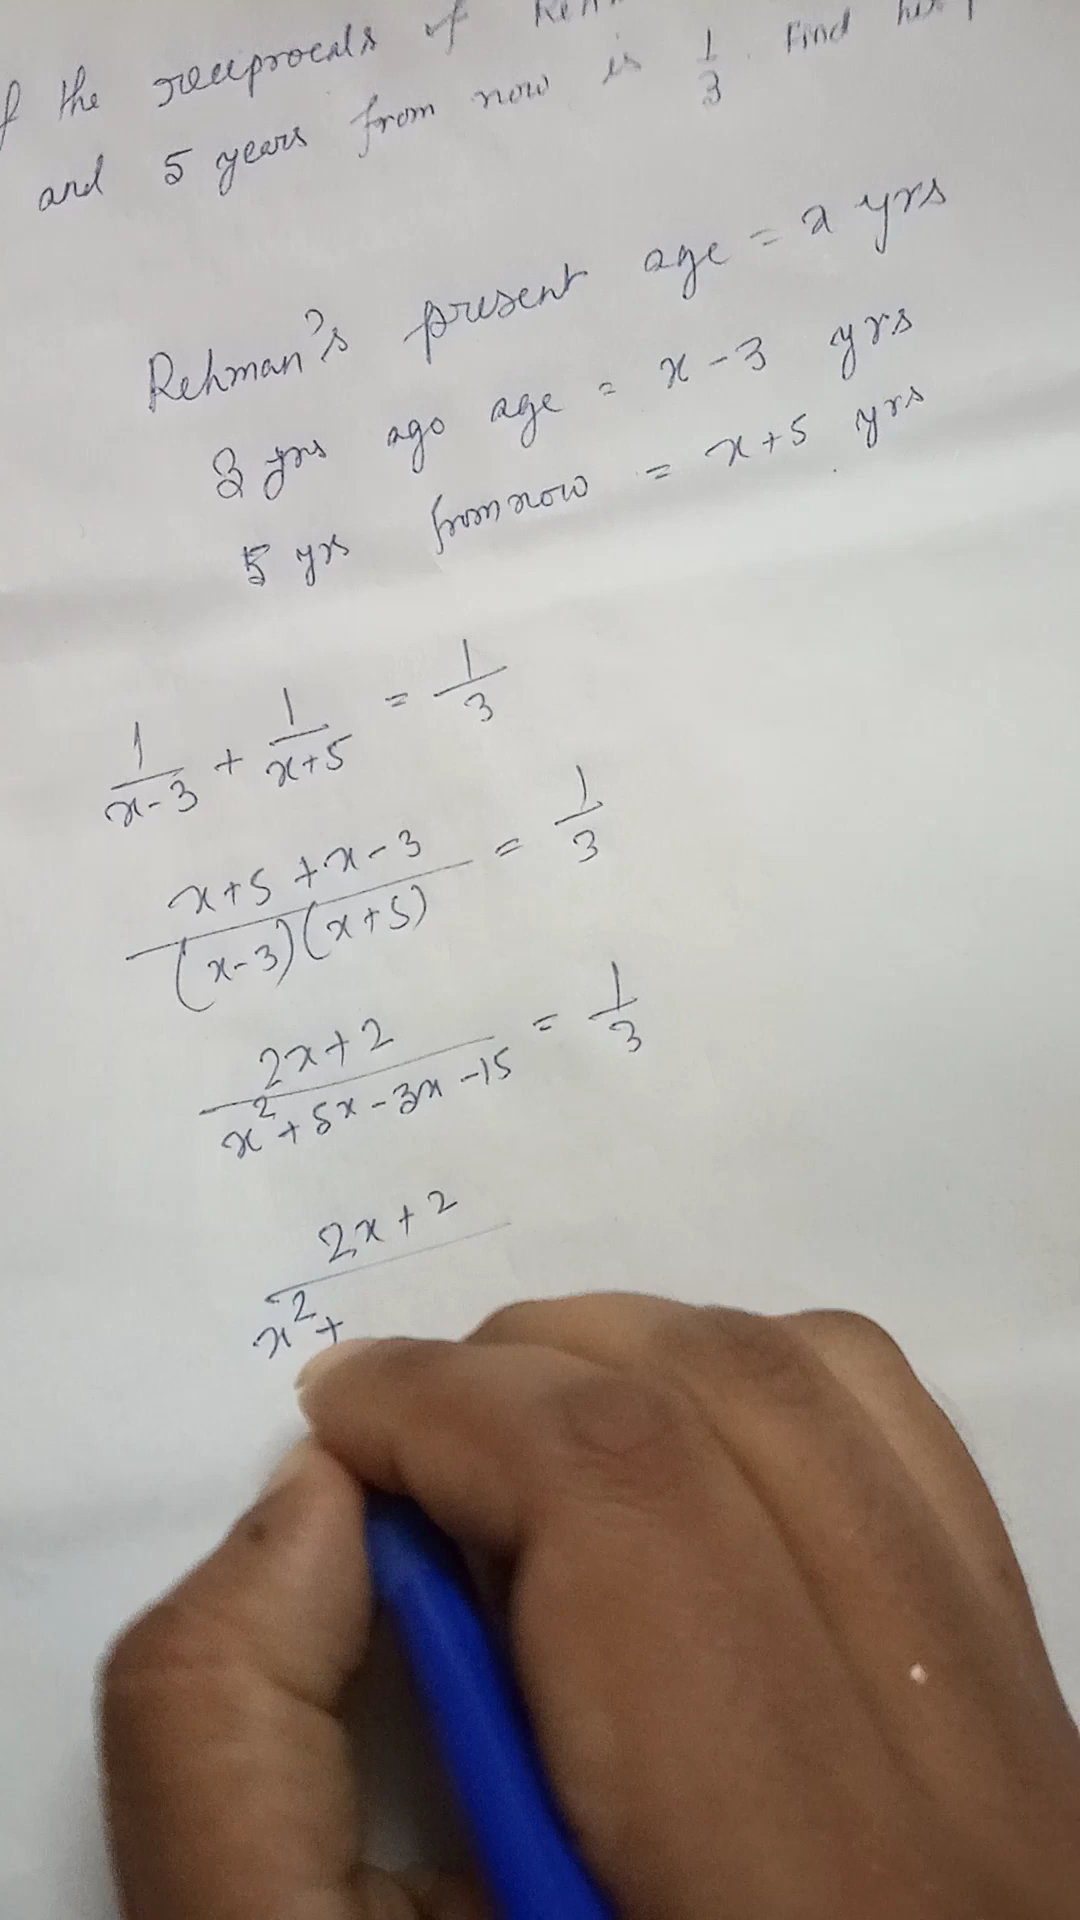 the reciprocals of
and 5 years from now is 1/3. Find
Rehman's present age = x yrs
3 yrs ago age = x-3 yrs
5 yrs from now = x+5 yrs
1/(x-3) + 1/(x+5) = 1/3
(x+5+x-3)/((x-3)(x+5)) = 1/3
(2x+2)/(x²+5x-3x-15) = 1/3
(2x+2)/(x²+